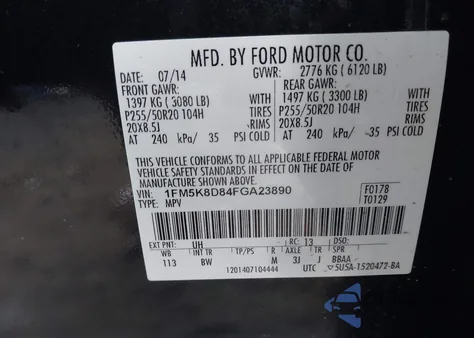 MFD. BY FORD MOTOR CO.
DATE: 07/14 GVWR: 2776 KG (6120 LB)
FRONT GAWR: REAR GAWR:
1397 KG (3080 LB) WITH 1497 KG (3300 LB) WITH
P255/50R20 104H TIRES P255/50R20 104H TIRES
20X8.5J RIMS 20X8.5J RIMS
AT 240 kPa/ 35 PSI COLD AT 240 kPa/ 35 PSI COLD
THIS VEHICLE CONFORMS TO ALL APPLICABLE FEDERAL MOTOR
VEHICLE SAFETY STANDARDS IN EFFECT ON THE DATE OF
MANUFACTURE SHOWN ABOVE.
VIN: 1FM5K8D84FGA23890 F0178
TYPE: MPV T0129
EXT PNT: UH RC: 13 DSO:
WB BRK INT TR TP/PS R AXLE TR SPR
113 BW M 3J J BBAA
1201407104444 UTC 5U5A-1520472-BA